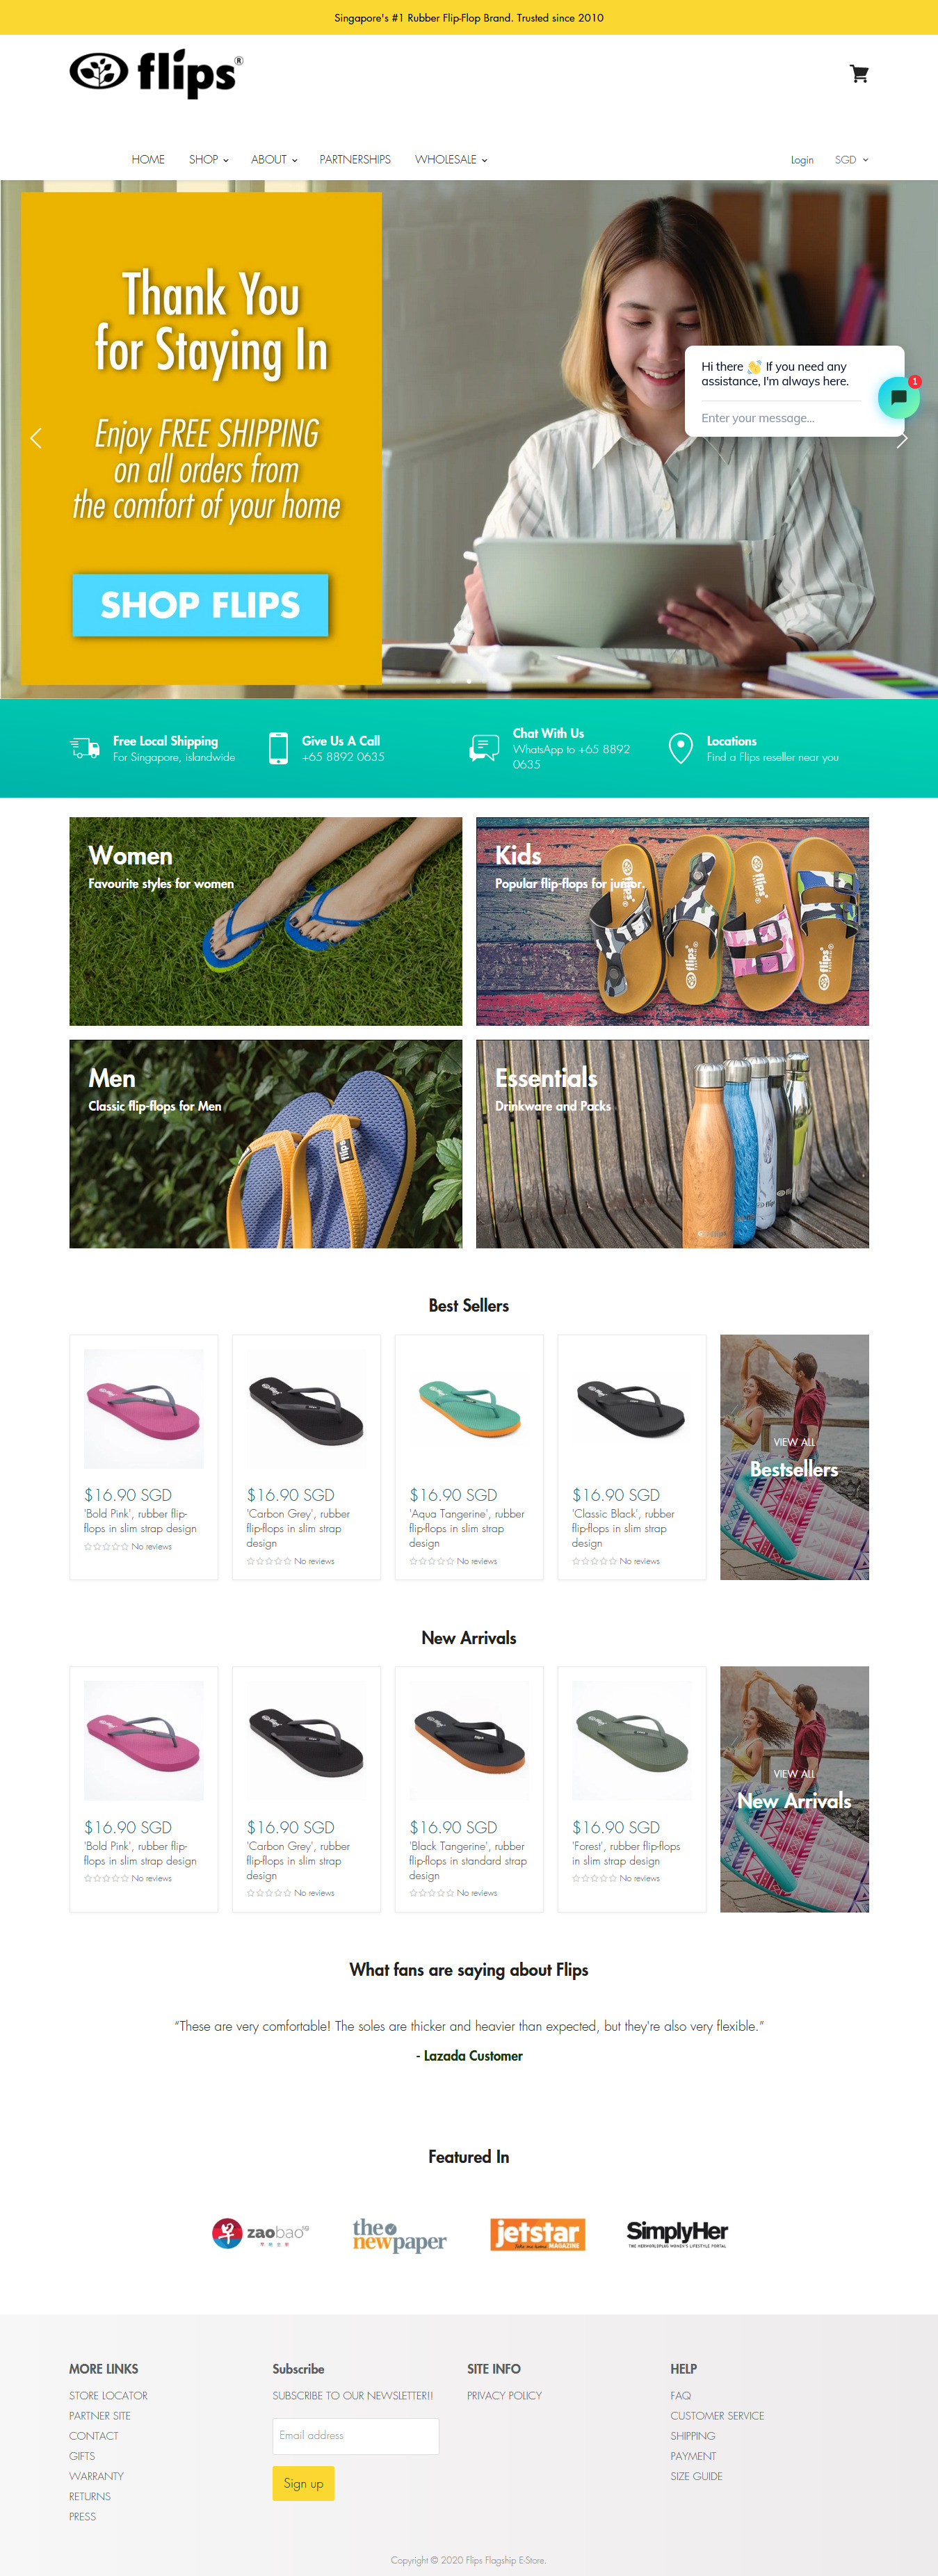 Singapore's #1 Rubber Flip-Flop Brand. Trusted since 2010
flips®
HOME SHOP ABOUT PARTNERSHIPS WHOLESALE Login SGD
Thank You
for Staying In
Enjoy FREE SHIPPING
on all orders from
the comfort of your home
SHOP FLIPS
Hi there 👋 If you need any
assistance, I'm always here.
Enter your message...
1
Free Local Shipping
For Singapore, islandwide
Give Us A Call
+65 8892 0635
Chat With Us
WhatsApp to +65 8892
0635
Locations
Find a Flips reseller near you
Women
Favourite styles for women
Kids
Popular flip-flops for junior.
flips
flips
flips
flips
Men
Classic flip-flops for Men
flips
Essentials
Drinkware and Packs
Best Sellers
$16.90 SGD
'Bold Pink', rubber flip-
flops in slim strap design
No reviews
$16.90 SGD
'Carbon Grey', rubber
flip-flops in slim strap
design
No reviews
$16.90 SGD
'Aqua Tangerine', rubber
flip-flops in slim strap
design
No reviews
$16.90 SGD
'Classic Black', rubber
flip-flops in slim strap
design
No reviews
VIEW ALL
Bestsellers
New Arrivals
$16.90 SGD
'Bold Pink', rubber flip-
flops in slim strap design
No reviews
$16.90 SGD
'Carbon Grey', rubber
flip-flops in slim strap
design
No reviews
$16.90 SGD
'Black Tangerine', rubber
flip-flops in standard strap
design
No reviews
$16.90 SGD
'Forest', rubber flip-flops
in slim strap design
No reviews
VIEW ALL
New Arrivals
What fans are saying about Flips
“These are very comfortable! The soles are thicker and heavier than expected, but they're also very flexible.”
- Lazada Customer
Featured In
zaobao
the
newpaper
jetstar
MAGAZINE
SimplyHer
MORE LINKS
STORE LOCATOR
PARTNER SITE
CONTACT
GIFTS
WARRANTY
RETURNS
PRESS
Subscribe
SUBSCRIBE TO OUR NEWSLETTER!!
Email address
Sign up
SITE INFO
PRIVACY POLICY
HELP
FAQ
CUSTOMER SERVICE
SHIPPING
PAYMENT
SIZE GUIDE
Copyright © 2020 Flips Flagship E-Store.